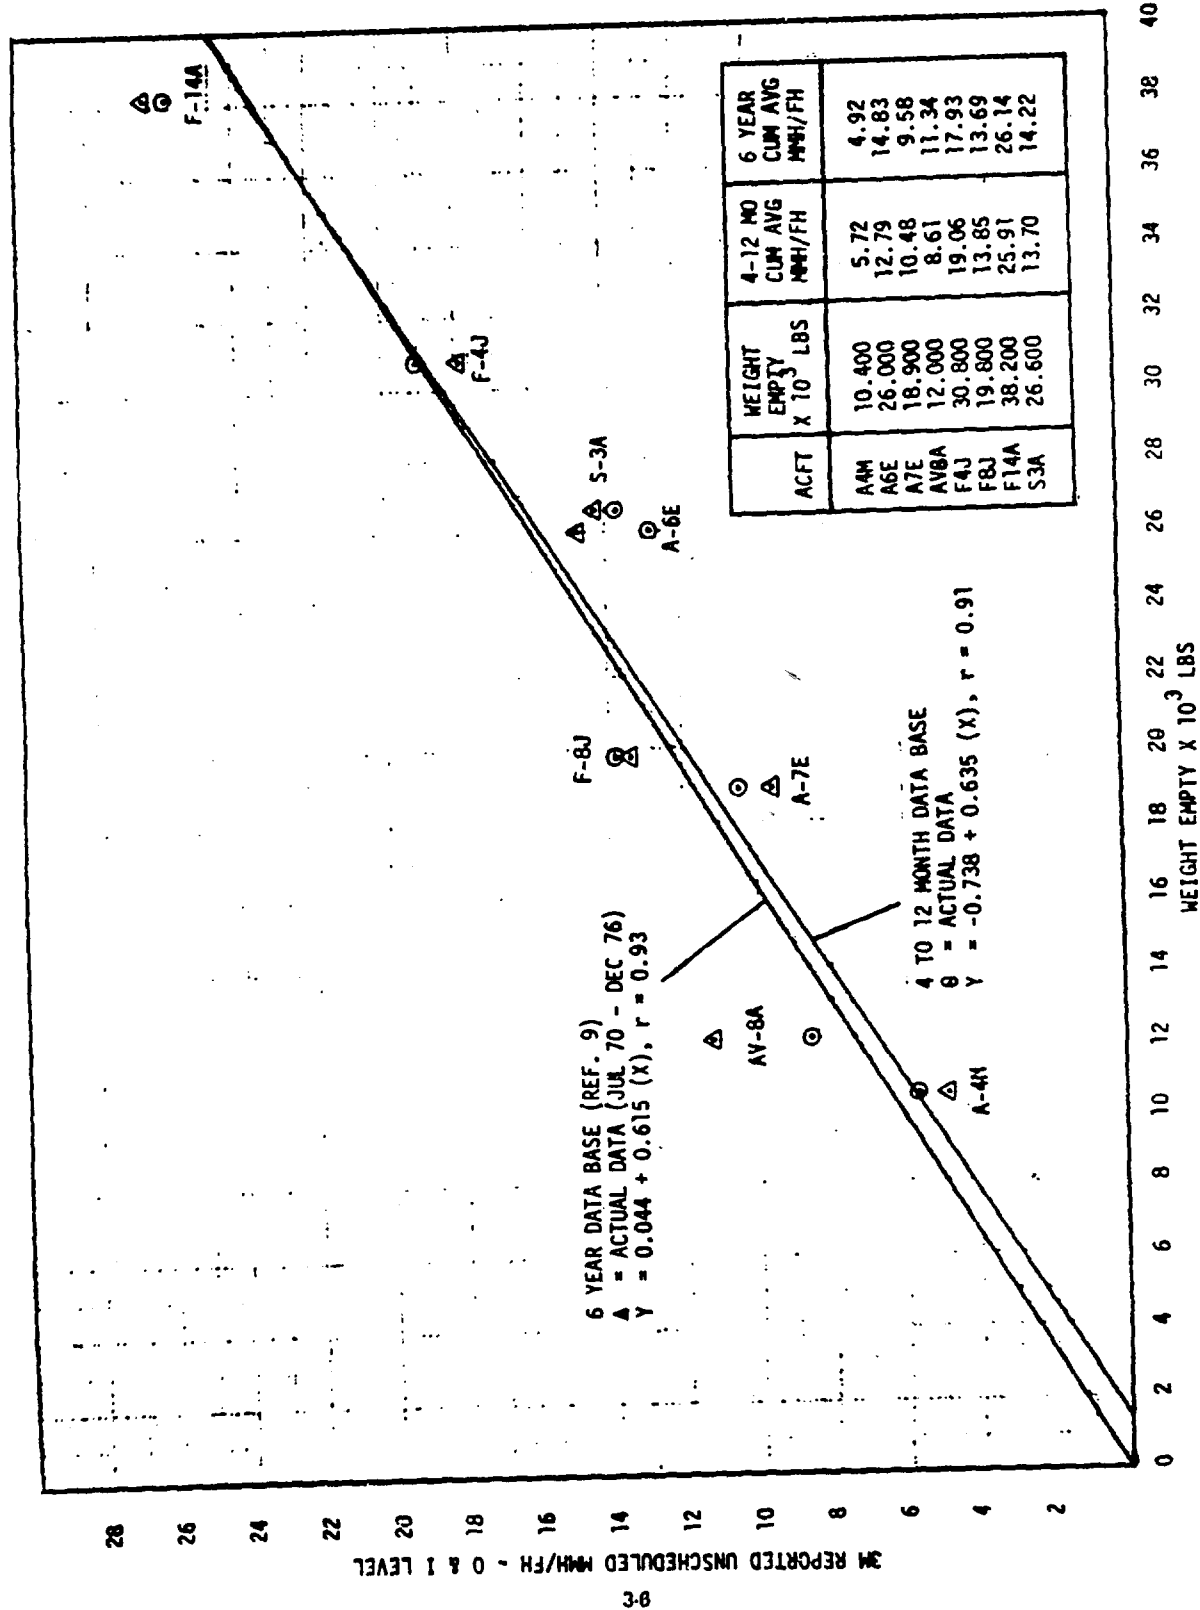 3M REPORTED UNSCHEDULED MMH/FH ~ O & I LEVEL
28
26
24
22
20
18
16
14
12
10
8
6
4
2
0
2
4
6
8
10
12
14
16
18
20
22
24
26
28
30
32
34
36
38
40
WEIGHT EMPTY X 10³ LBS
6 YEAR DATA BASE (REF. 9)
▲ = ACTUAL DATA (JUL 70 - DEC 76)
Y = 0.044 + 0.615 (X), r = 0.93
4 TO 12 MONTH DATA BASE
θ = ACTUAL DATA
Y = -0.738 + 0.635 (X), r = 0.91
A-4M
AV-8A
A-7E
F-8J
A-6E
S-3A
F-4J
F-14A
ACFT WEIGHT EMPTY X 10³ LBS 4-12 MO CUM AVG MMH/FH 6 YEAR CUM AVG MMH/FH
A4M 10.400 5.72 4.92
A6E 26.000 12.79 14.83
A7E 18.900 10.48 9.58
AV8A 12.000 8.61 11.34
F4J 30.800 19.06 17.93
F8J 19.800 13.85 13.69
F14A 38.200 25.91 26.14
S3A 26.600 13.70 14.22